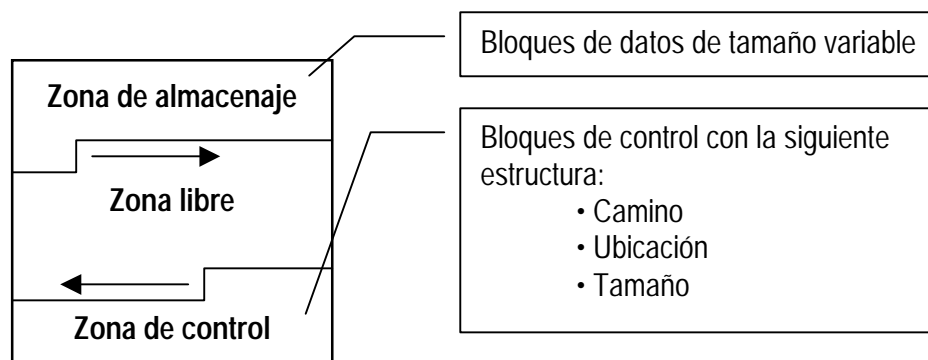 Bloques de datos de tamaño variable
Zona de almacenaje
Bloques de control con la siguiente
estructura:
• Camino
• Ubicación
• Tamaño
Zona libre
Zona de control